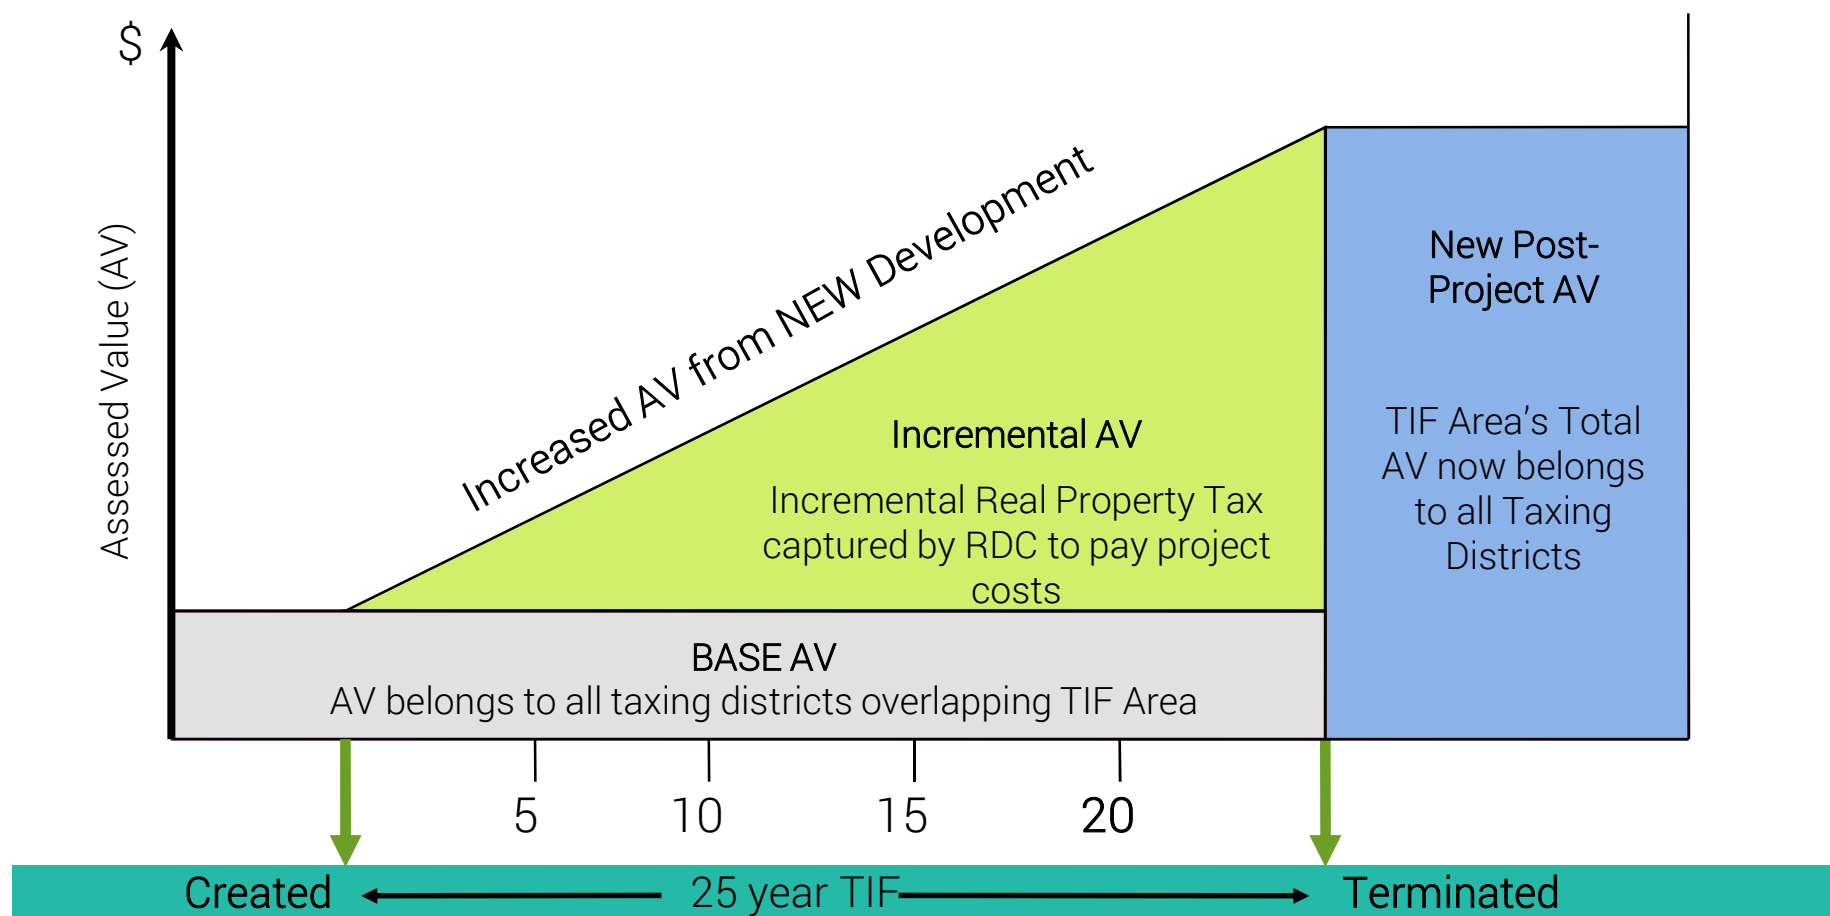 $
Assessed Value (AV)
Increased AV from NEW Development
New Post-
Project AV
TIF Area’s Total
AV now belongs
to all Taxing
Districts
Incremental AV
Incremental Real Property Tax
captured by RDC to pay project
costs
BASE AV
AV belongs to all taxing districts overlapping TIF Area
5
10
15
20
Created
25 year TIF
Terminated